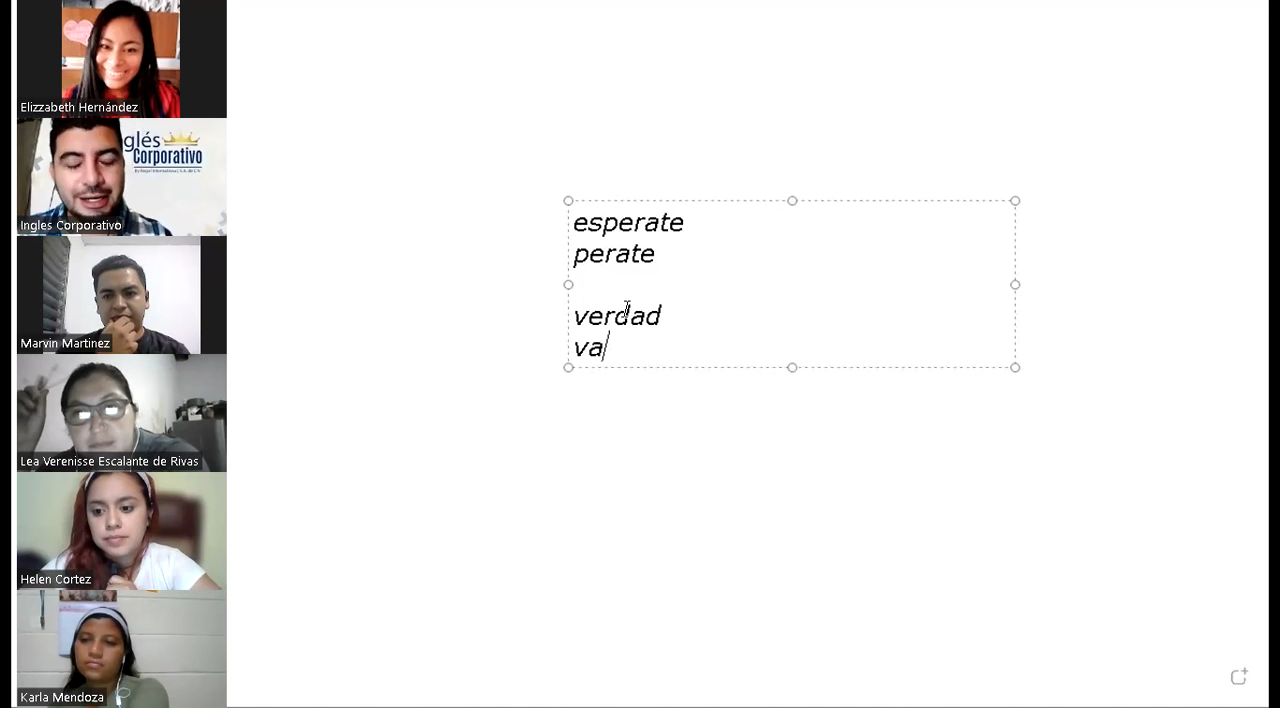 Elizzabeth Hernández
glés
Corporativo
Ingles Corporativo
Marvin Martinez
Lea Verenisse Escalante de Rivas
Helen Cortez
Karla Mendoza
esperate
perate
verdad
va